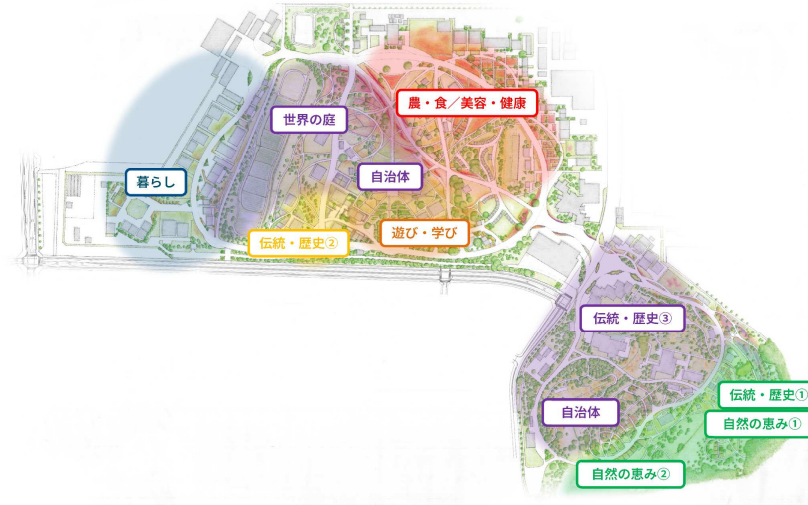 農・食／美容・健康
世界の庭
自治体
暮らし
遊び・学び
伝統・歴史②
伝統・歴史③
伝統・歴史①
自治体
自然の恵み①
自然の恵み②